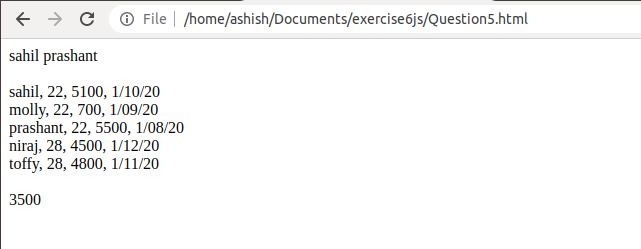 File /home/ashish/Documents/exercise6js/Question5.html
sahil prashant
sahil, 22, 5100, 1/10/20
molly, 22, 700, 1/09/20
prashant, 22, 5500, 1/08/20
niraj, 28, 4500, 1/12/20
toffy, 28, 4800, 1/11/20
3500